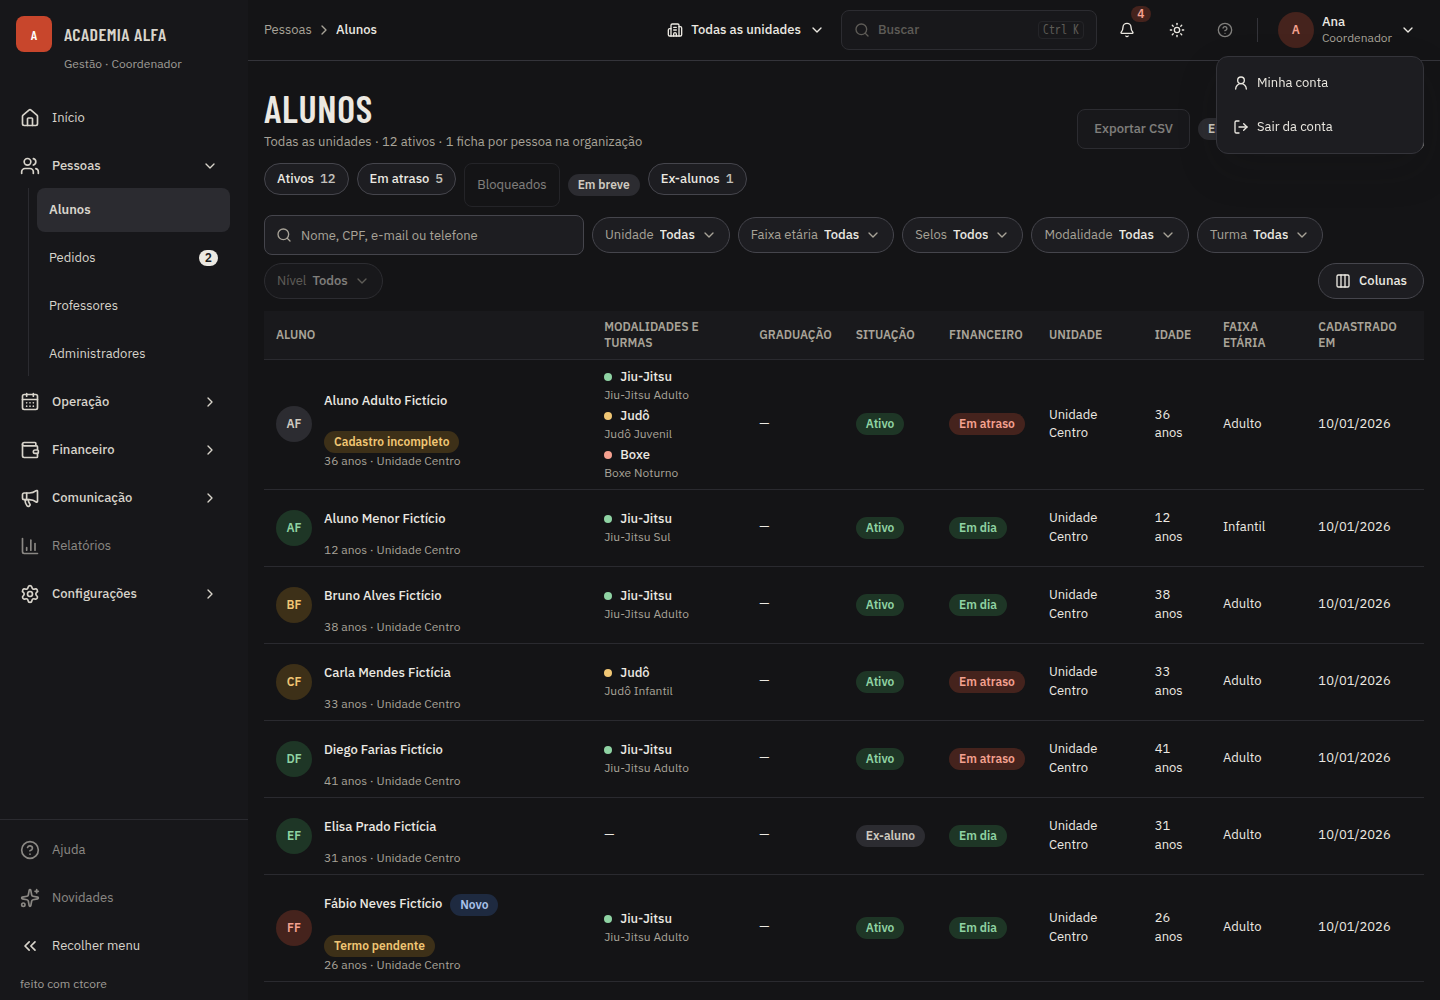 A
ACADEMIA ALFA
Gestão · Coordenador
Início
Pessoas
Alunos
Pedidos 2
Professores
Administradores
Operação
Financeiro
Comunicação
Relatórios
Configurações
Ajuda
Novidades
Recolher menu
feito com ctcore
Pessoas Alunos
Todas as unidades
Buscar Ctrl K
4
A
Ana
Coordenador
Minha conta
Sair da conta
ALUNOS
Todas as unidades · 12 ativos · 1 ficha por pessoa na organização
Exportar CSV
Ativos 12
Em atraso 5
Bloqueados
Em breve
Ex-alunos 1
Nome, CPF, e-mail ou telefone
Unidade Todas
Faixa etária Todas
Selos Todos
Modalidade Todas
Turma Todas
Nível Todos
Colunas
ALUNO
MODALIDADES E
TURMAS
GRADUAÇÃO
SITUAÇÃO
FINANCEIRO
UNIDADE
IDADE
FAIXA
ETÁRIA
CADASTRADO
EM
AF
Aluno Adulto Fictício
Cadastro incompleto
36 anos · Unidade Centro
Jiu-Jitsu
Jiu-Jitsu Adulto
Judô
Judô Juvenil
Boxe
Boxe Noturno
—
Ativo
Em atraso
Unidade
Centro
36
anos
Adulto
10/01/2026
AF
Aluno Menor Fictício
12 anos · Unidade Centro
Jiu-Jitsu
Jiu-Jitsu Sul
—
Ativo
Em dia
Unidade
Centro
12
anos
Infantil
10/01/2026
BF
Bruno Alves Fictício
38 anos · Unidade Centro
Jiu-Jitsu
Jiu-Jitsu Adulto
—
Ativo
Em dia
Unidade
Centro
38
anos
Adulto
10/01/2026
CF
Carla Mendes Fictícia
33 anos · Unidade Centro
Judô
Judô Infantil
—
Ativo
Em atraso
Unidade
Centro
33
anos
Adulto
10/01/2026
DF
Diego Farias Fictício
41 anos · Unidade Centro
Jiu-Jitsu
Jiu-Jitsu Adulto
—
Ativo
Em atraso
Unidade
Centro
41
anos
Adulto
10/01/2026
EF
Elisa Prado Fictícia
31 anos · Unidade Centro
—
—
Ex-aluno
Em dia
Unidade
Centro
31
anos
Adulto
10/01/2026
FF
Fábio Neves Fictício Novo
Termo pendente
26 anos · Unidade Centro
Jiu-Jitsu
Jiu-Jitsu Adulto
—
Ativo
Em dia
Unidade
Centro
26
anos
Adulto
10/01/2026